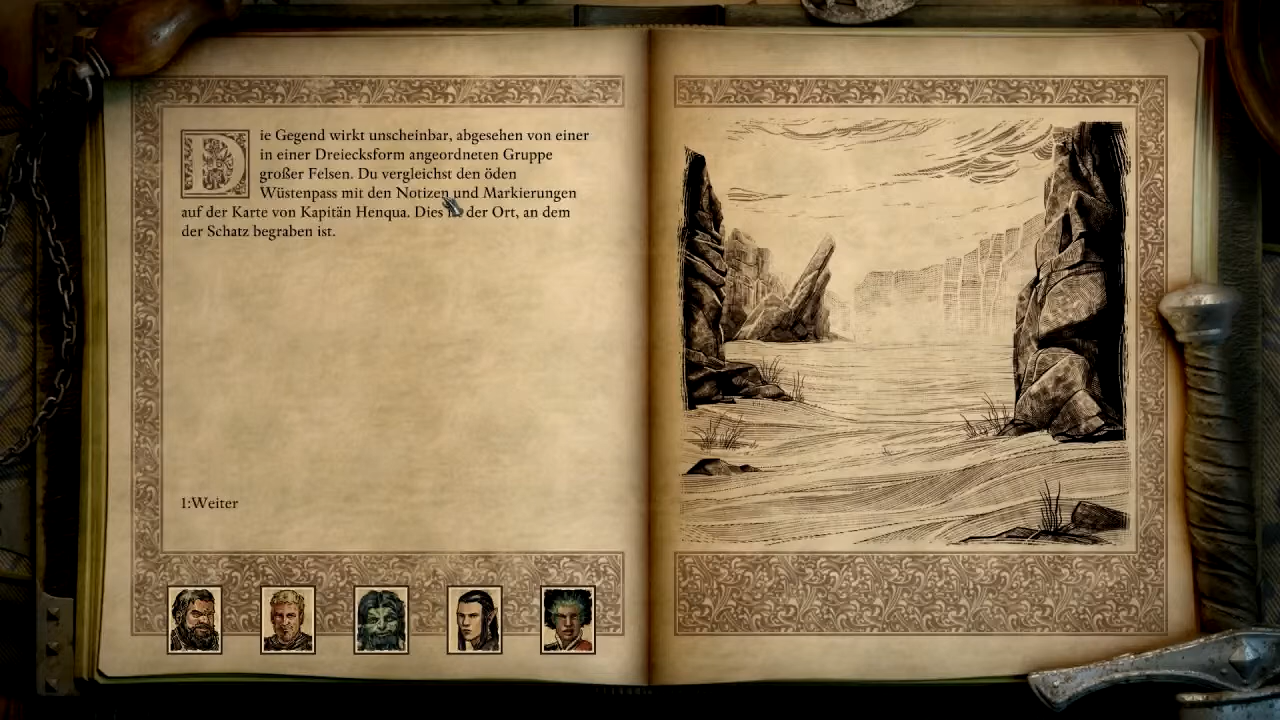 Die Gegend wirkt unscheinbar, abgesehen von einer
in einer Dreiecksform angeordneten Gruppe
großer Felsen. Du vergleichst den öden
Wüstenpass mit den Notizen und Markierungen
auf der Karte von Kapitän Henqua. Dies der Ort, an dem
der Schatz begraben ist.
1:Weiter